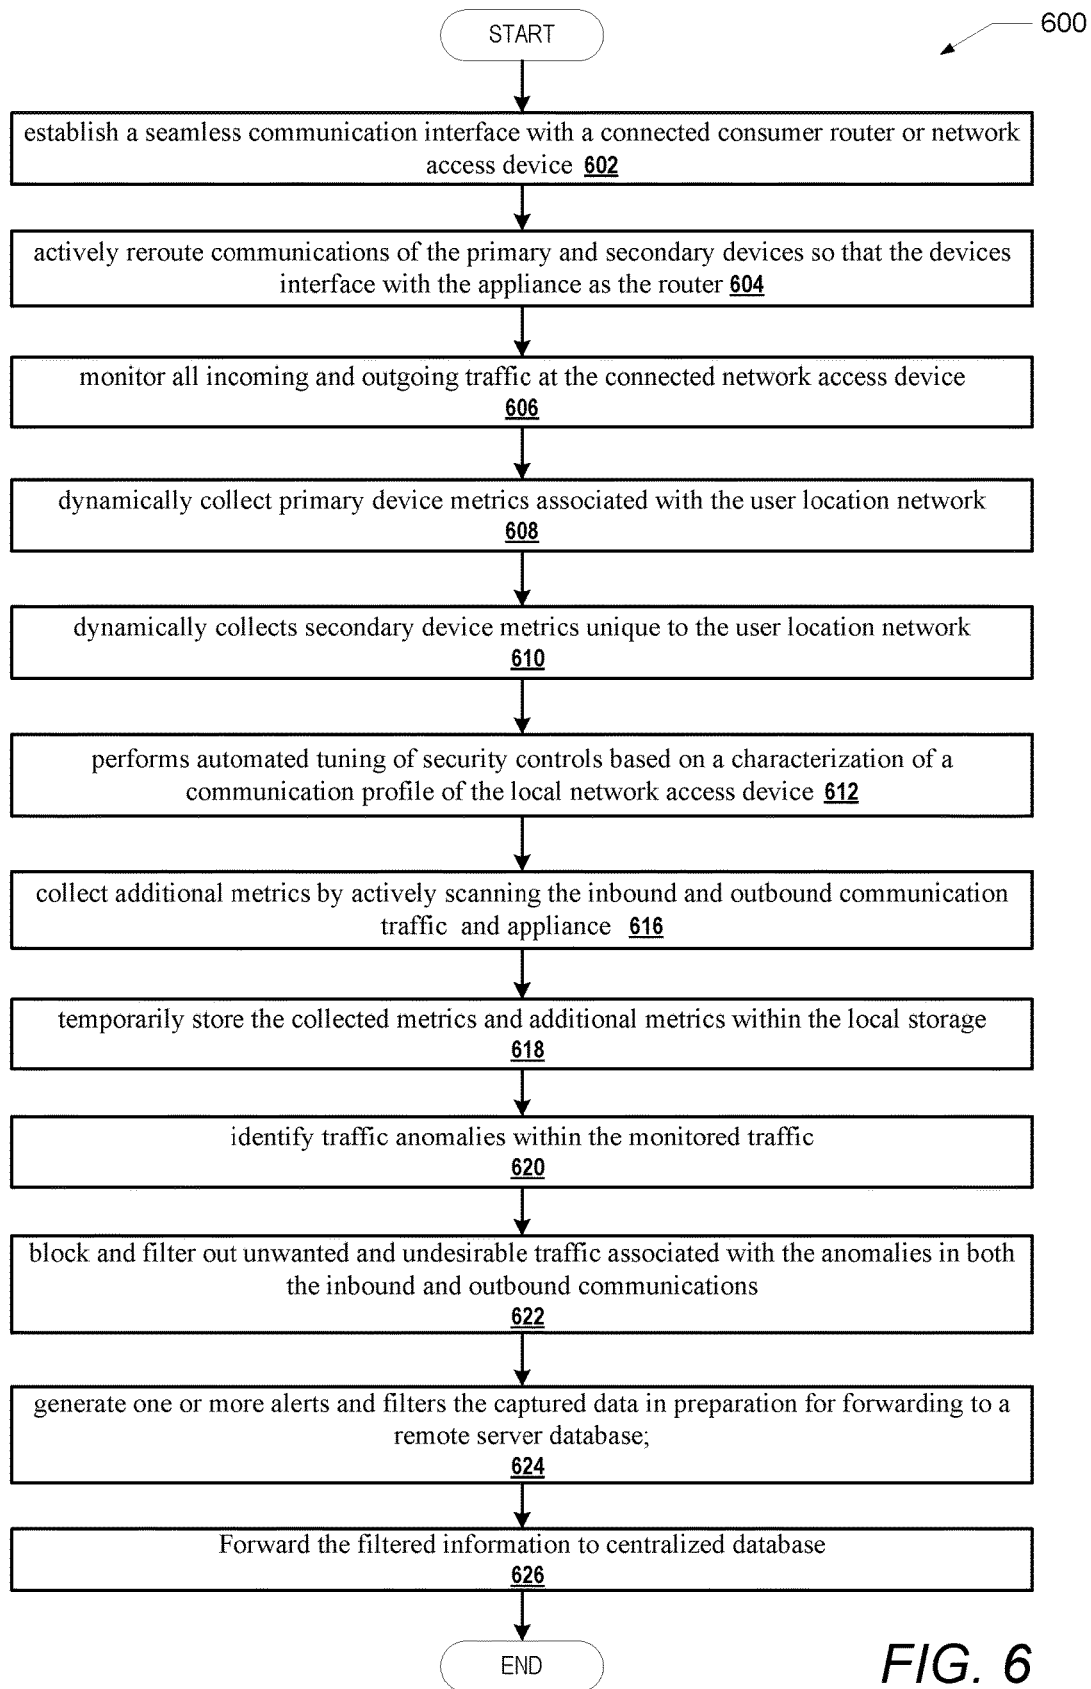 START
600
establish a seamless communication interface with a connected consumer router or network
access device 602
actively reroute communications of the primary and secondary devices so that the devices
interface with the appliance as the router 604
monitor all incoming and outgoing traffic at the connected network access device
606
dynamically collect primary device metrics associated with the user location network
608
dynamically collects secondary device metrics unique to the user location network
610
performs automated tuning of security controls based on a characterization of a
communication profile of the local network access device 612
collect additional metrics by actively scanning the inbound and outbound communication
traffic and appliance 616
temporarily store the collected metrics and additional metrics within the local storage
618
identify traffic anomalies within the monitored traffic
620
block and filter out unwanted and undesirable traffic associated with the anomalies in both
the inbound and outbound communications
622
generate one or more alerts and filters the captured data in preparation for forwarding to a
remote server database;
624
Forward the filtered information to centralized database
626
END
FIG. 6